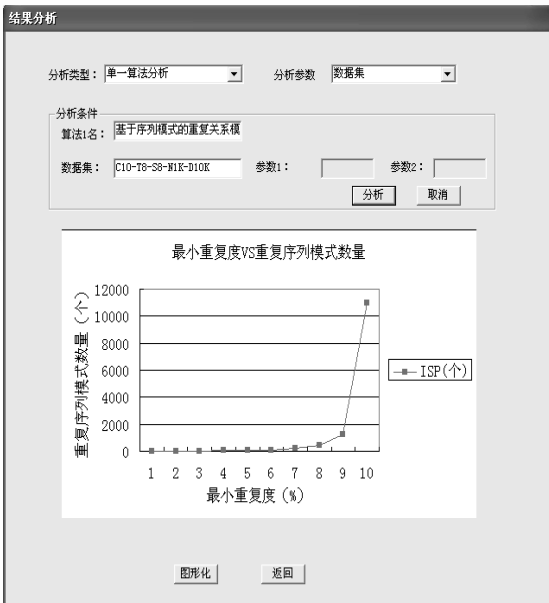 结果分析
分析类型： 单一算法分析 分析参数 数据集
分析条件
算法1名： 基于序列模式的重复关系模
数据集： C10-T8-S8-N1K-D10K 参数1： 参数2：
分析 取消
最小重复度VS重复序列模式数量
重复序列模式数量（个）
12000
10000
8000
6000
4000
2000
0
1 2 3 4 5 6 7 8 9 10
最小重复度（%）
ISP(个)
图形化 返回